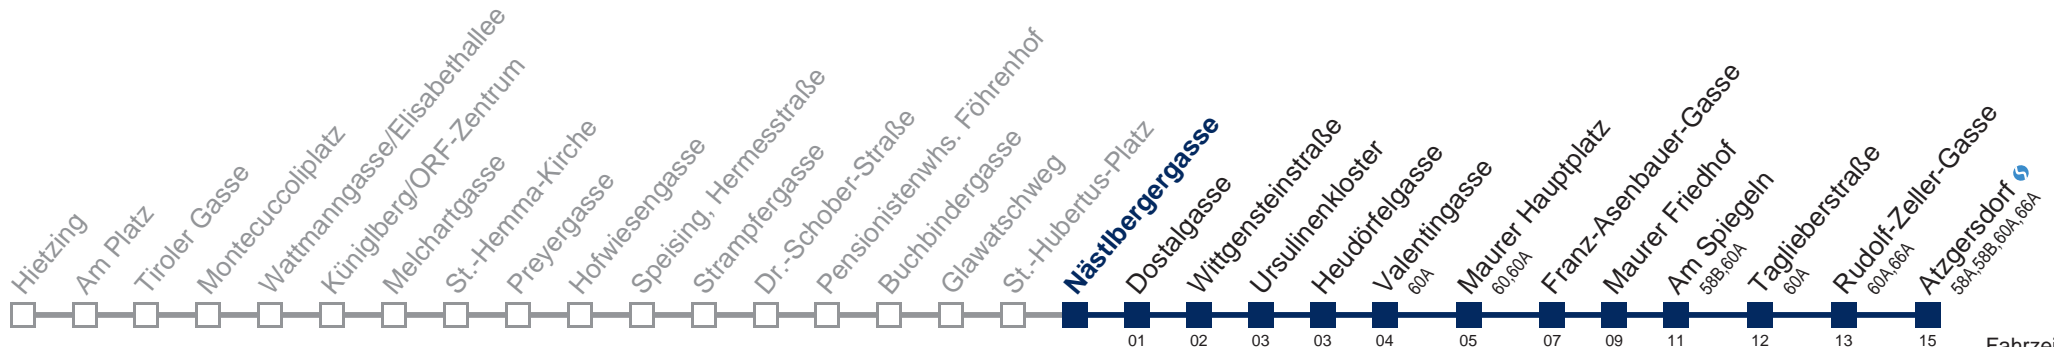 Hietzing
Am Platz
Tiroler Gasse
Montecuccoliplatz
Wattmanngasse/Elisabethallee
Küniglberg/ORF-Zentrum
Melchartgasse
St.-Hemma-Kirche
Preyergasse
Hofwiesengasse
Speising, Hermesstraße
Strampfergasse
Dr.-Schober-Straße
Pensionistenwhs. Föhrenhof
Buchbindergasse
Glawatschweg
St.-Hubertus-Platz
Nästlbergergasse
Dostalgasse
Wittgensteinstraße
Ursulinenkloster
Heudörfelgasse
Valentingasse
60A
Maurer Hauptplatz
60,60A
Franz-Asenbauer-Gasse
Maurer Friedhof
Am Spiegeln
58B,60A
Taglieberstraße
60A
Rudolf-Zeller-Gasse
60A,66A
Atzgersdorf
58A,58B,60A,66A
01 02 03 03 04 05 07 09 11 12 13 15